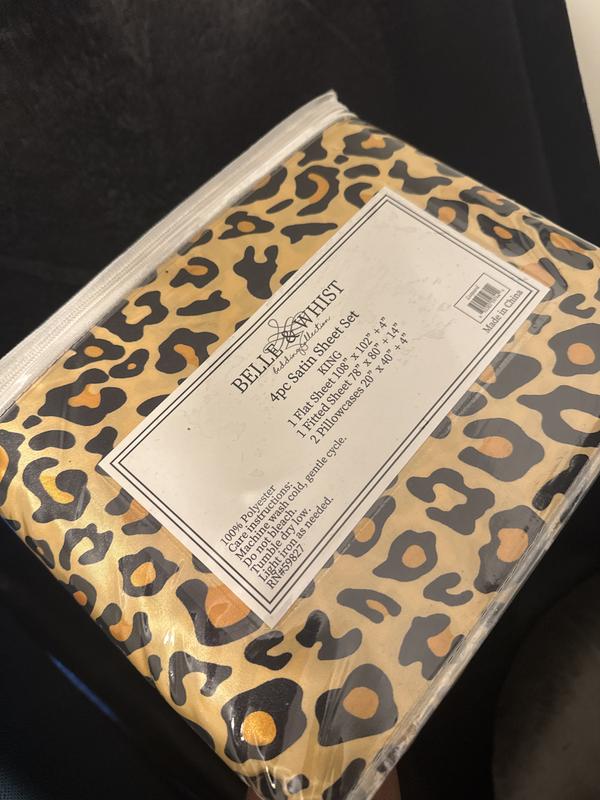 BELLE & WHIST
bedding collection
4pc Satin Sheet Set
KING
1 Flat Sheet 108" x 102" + 4"
1 Fitted Sheet 78" x 80" + 14"
2 Pillowcases 20" x 40" + 4"
100% Polyester
Care instructions:
Machine wash cold, gentle cycle.
Do not bleach.
Tumble dry low.
Light iron as needed.
RN#59827
Made in China